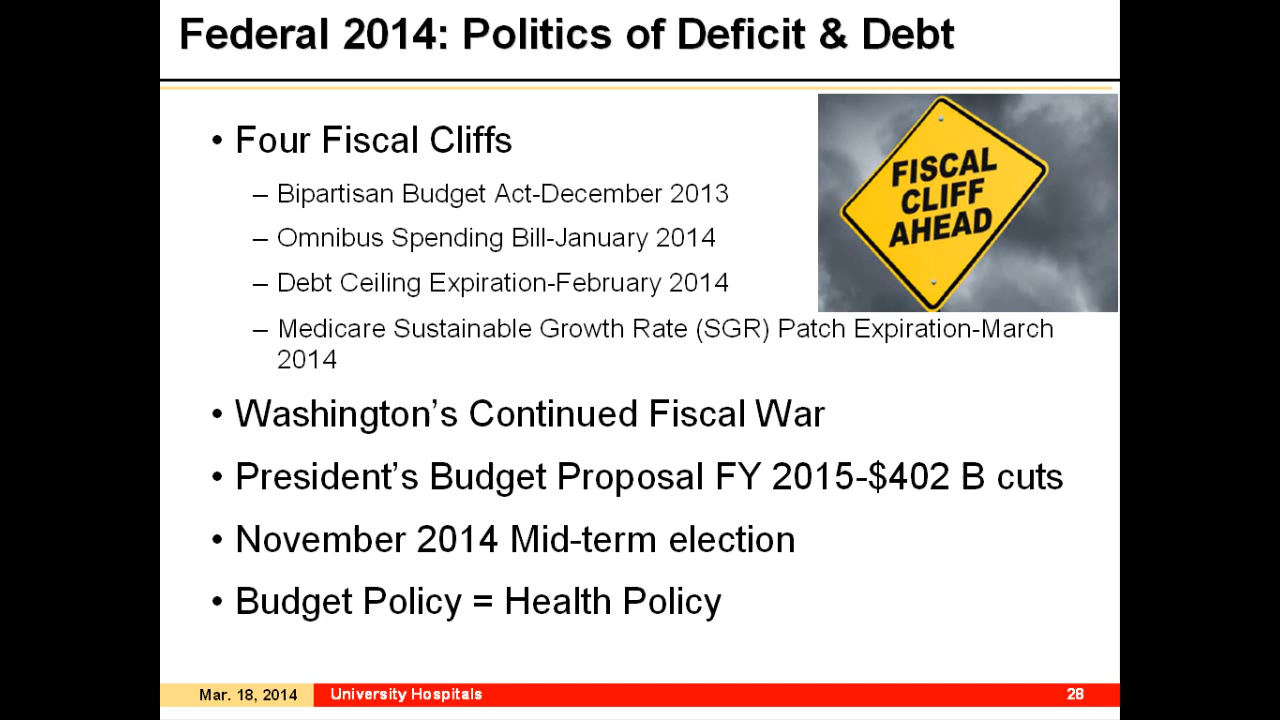 Federal 2014: Politics of Deficit & Debt
• Four Fiscal Cliffs
– Bipartisan Budget Act-December 2013
– Omnibus Spending Bill-January 2014
– Debt Ceiling Expiration-February 2014
– Medicare Sustainable Growth Rate (SGR) Patch Expiration-March
2014
FISCAL
CLIFF
AHEAD
• Washington’s Continued Fiscal War
• President’s Budget Proposal FY 2015-$402 B cuts
• November 2014 Mid-term election
• Budget Policy = Health Policy
Mar. 18, 2014 University Hospitals 28